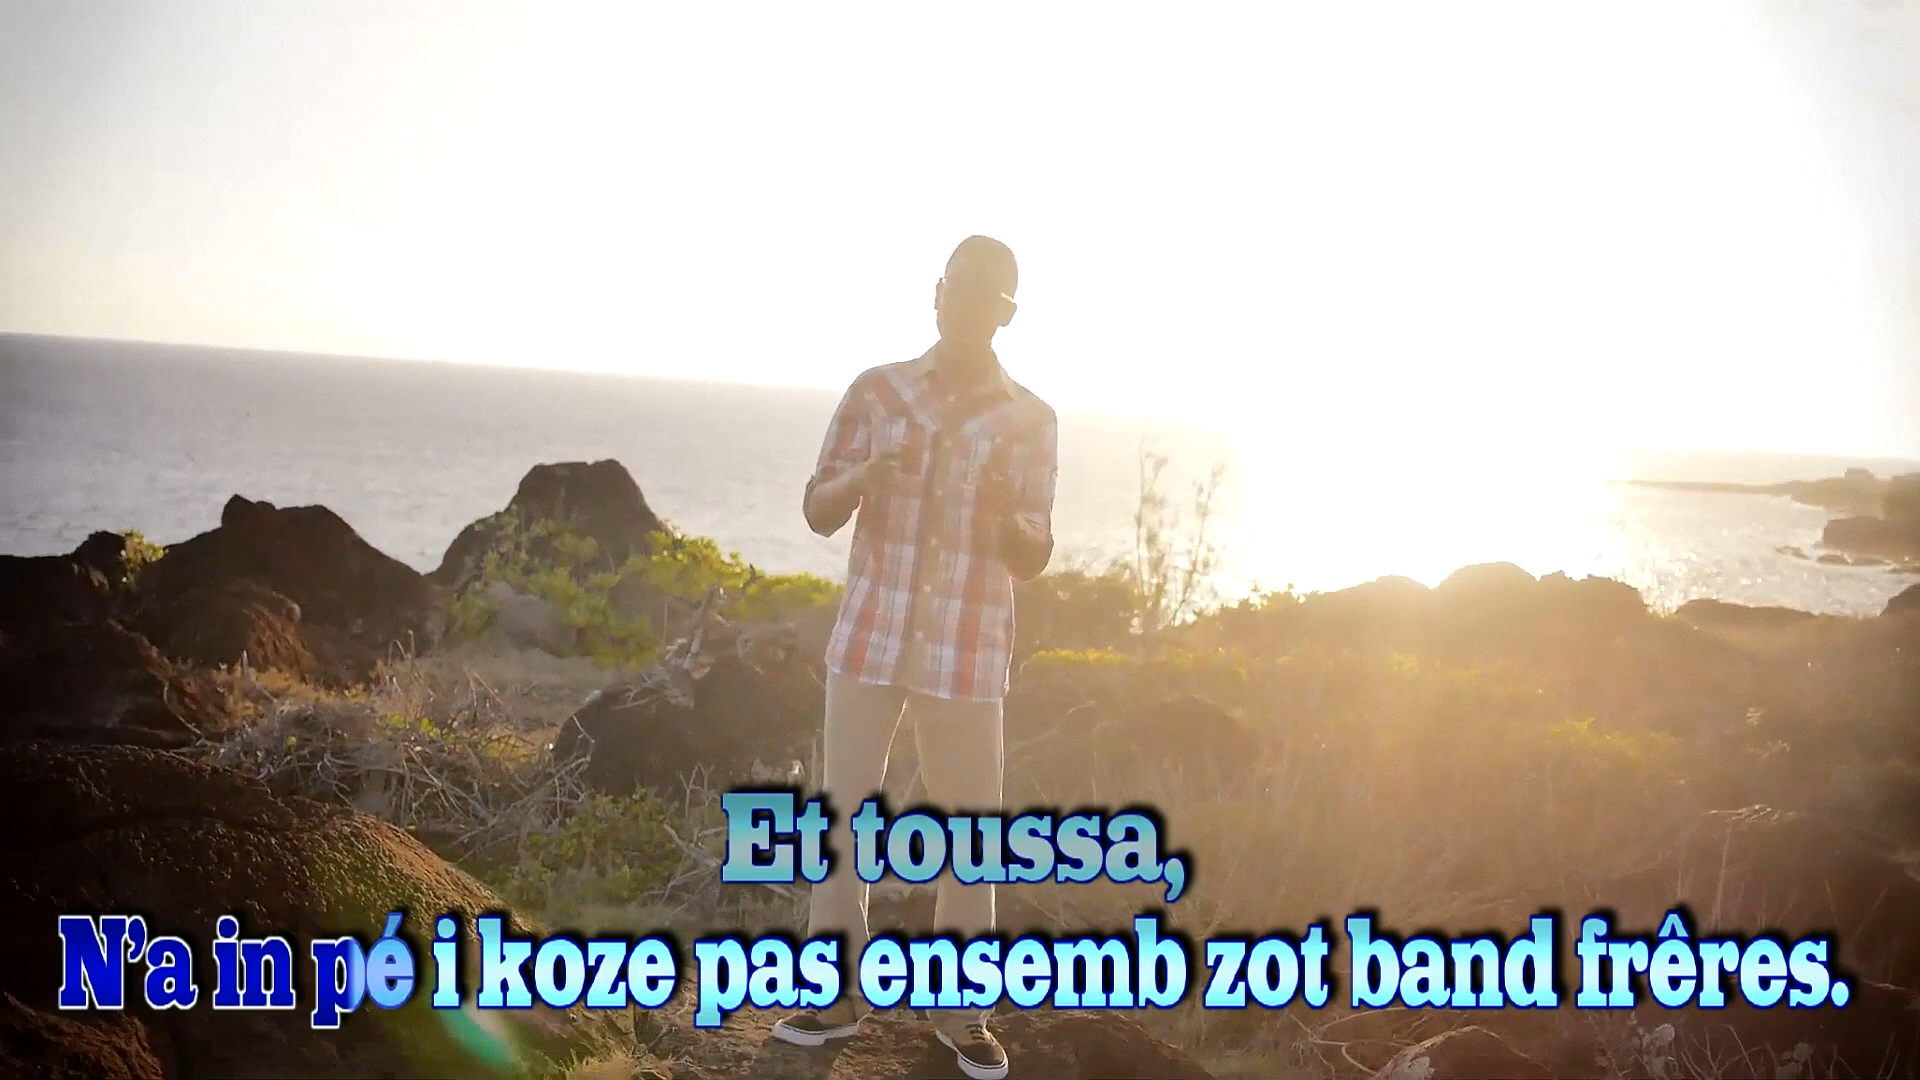 Et toussa,
N'a in pé i koze pas ensemb zot band frêres.